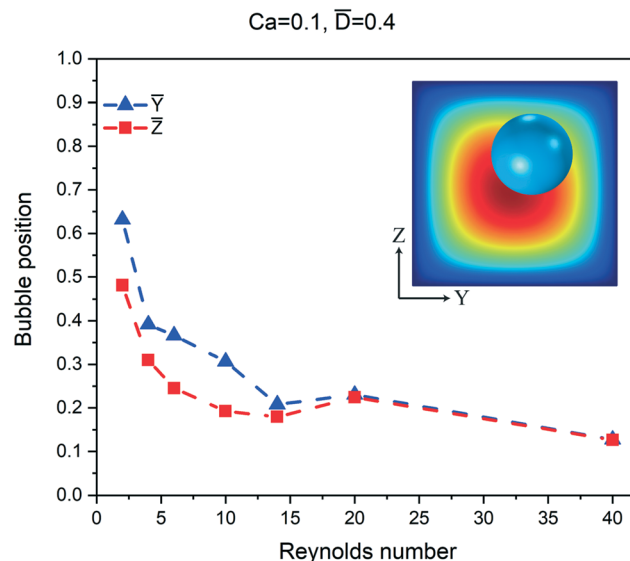 Ca=0.1, D̅=0.4
1.0
0.9
0.8
0.7
0.6
0.5
0.4
0.3
0.2
0.1
0.0
Bubble position
Y̅
Z̅
Z
Y
0 5 10 15 20 25 30 35 40
Reynolds number